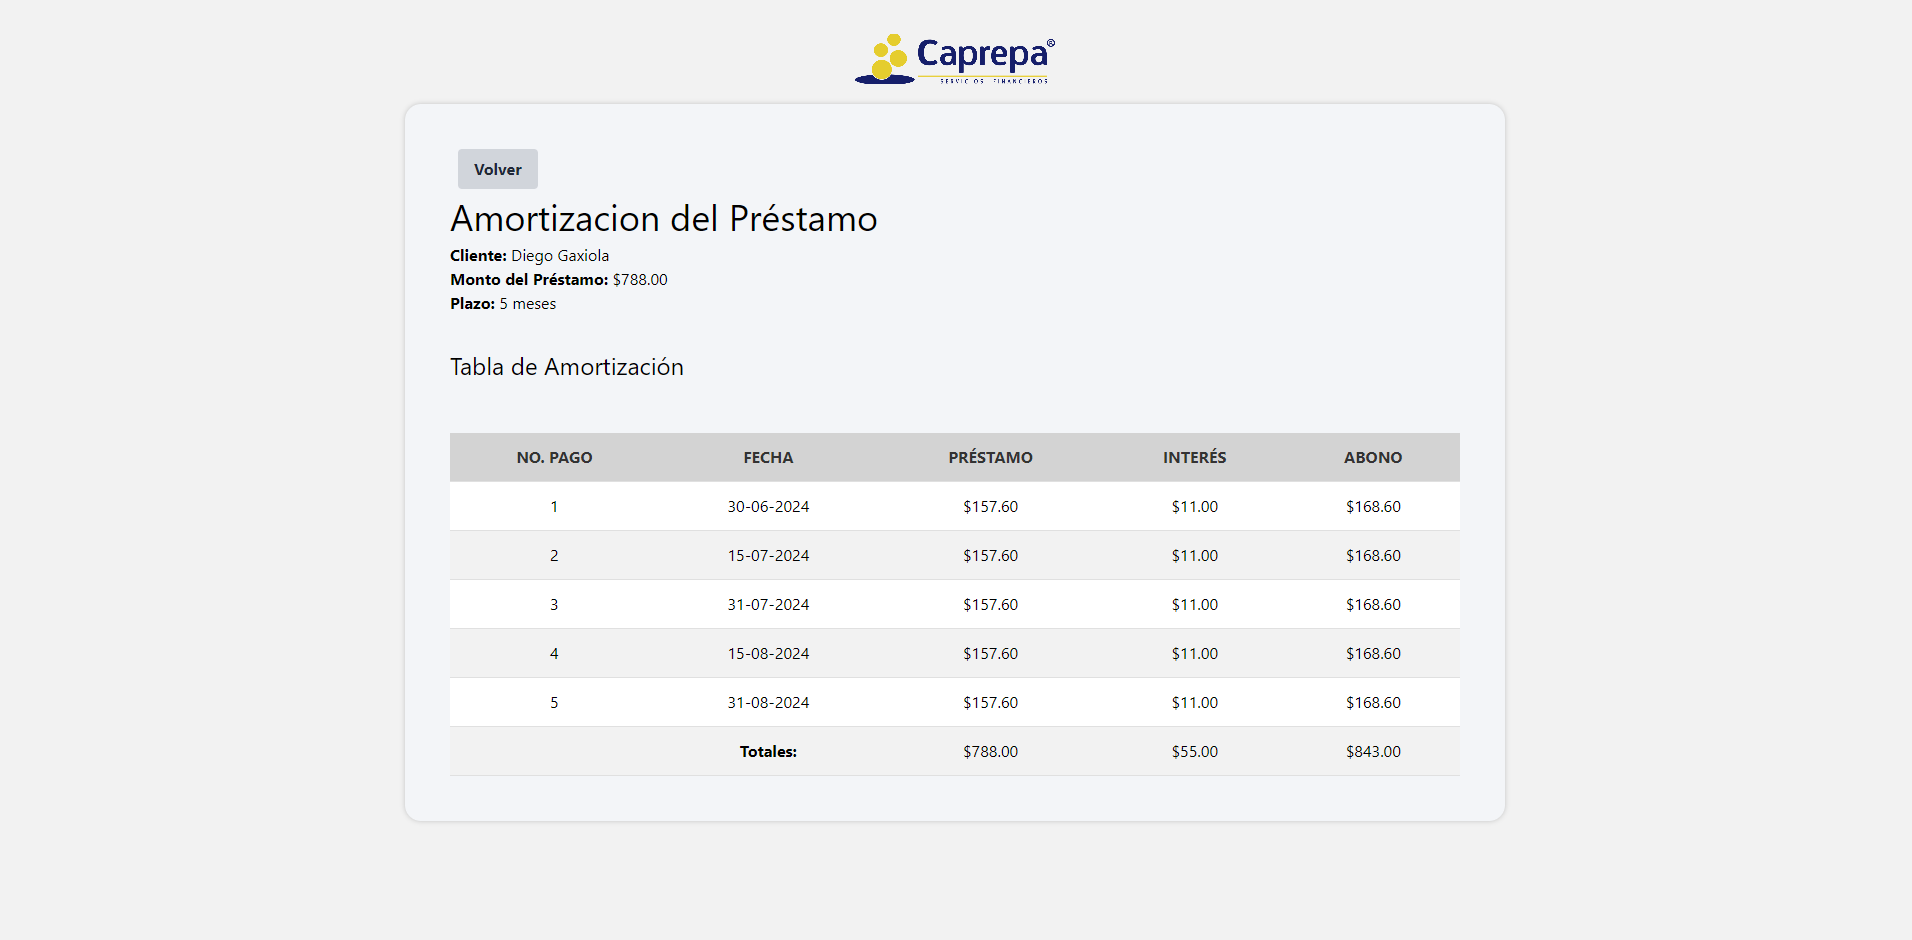 Caprepa®
SERVICIOS FINANCIEROS
Volver
Amortizacion del Préstamo
Cliente: Diego Gaxiola
Monto del Préstamo: $788.00
Plazo: 5 meses
Tabla de Amortización
NO. PAGO FECHA PRÉSTAMO INTERÉS ABONO
1 30-06-2024 $157.60 $11.00 $168.60
2 15-07-2024 $157.60 $11.00 $168.60
3 31-07-2024 $157.60 $11.00 $168.60
4 15-08-2024 $157.60 $11.00 $168.60
5 31-08-2024 $157.60 $11.00 $168.60
Totales: $788.00 $55.00 $843.00